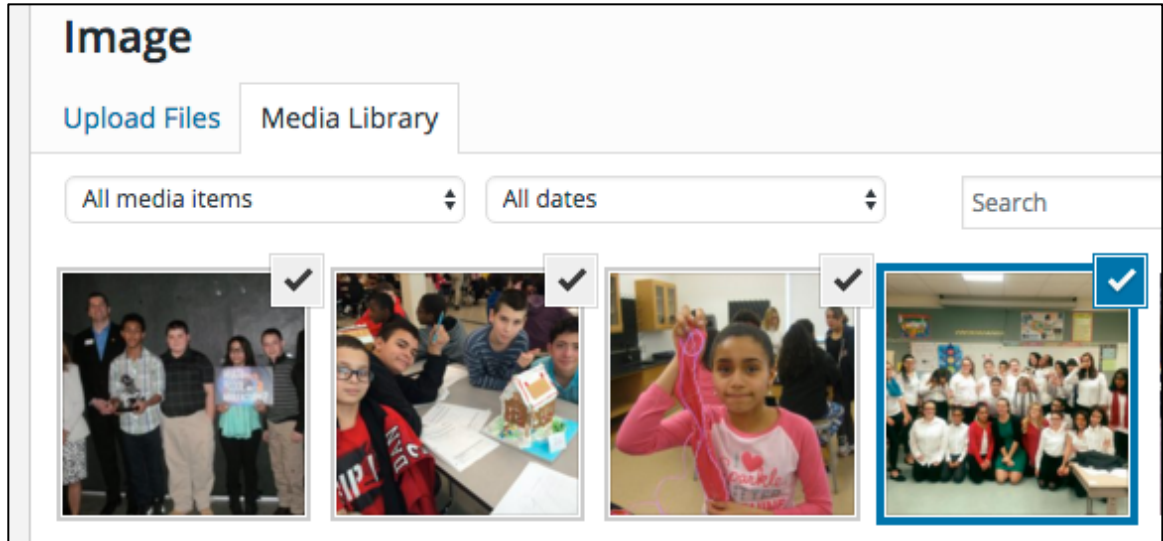 Image
Upload Files
Media Library
All media items
All dates
Search
I